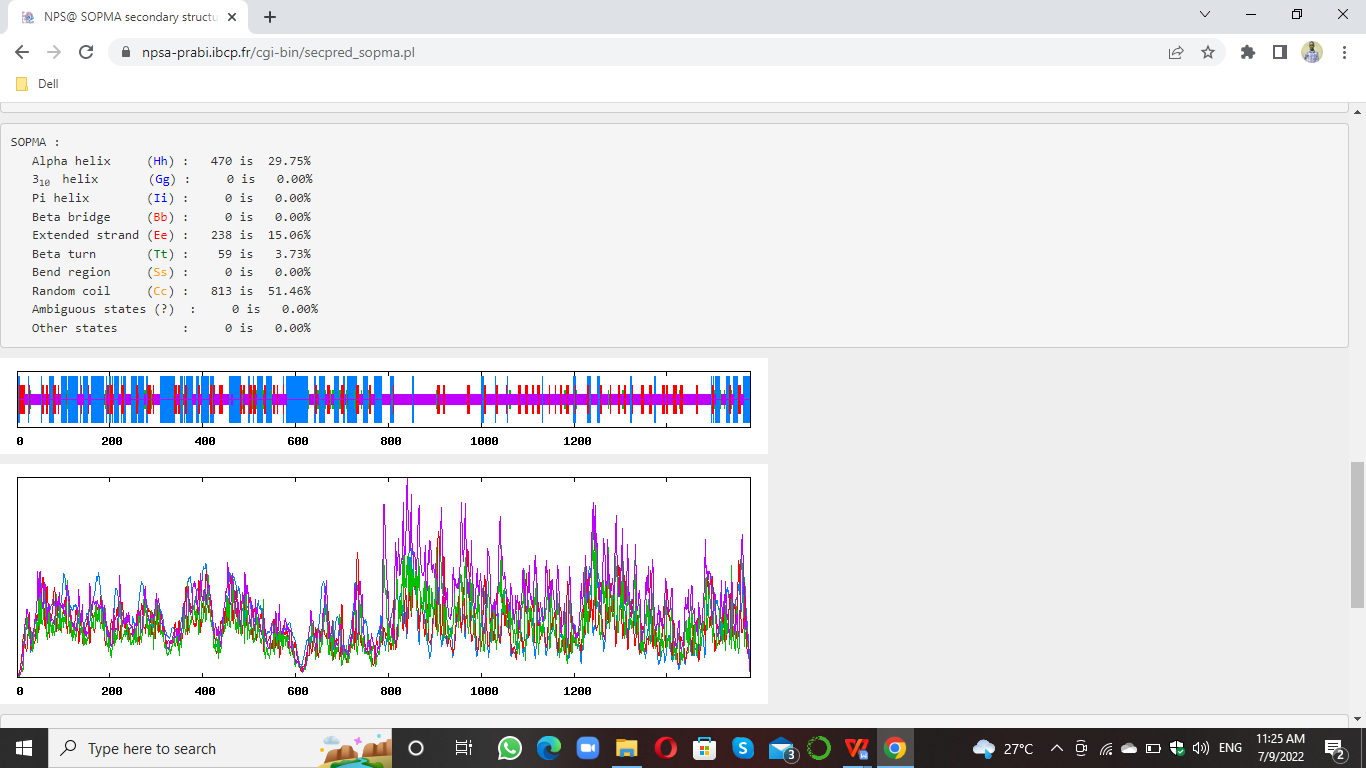 NPS@ SOPMA secondary structu
npsa-prabi.ibcp.fr/cgi-bin/secpred_sopma.pl
Dell
SOPMA :
Alpha helix (Hh) : 470 is 29.75%
3₁₀ helix (Gg) : 0 is 0.00%
Pi helix (Ii) : 0 is 0.00%
Beta bridge (Bb) : 0 is 0.00%
Extended strand (Ee) : 238 is 15.06%
Beta turn (Tt) : 59 is 3.73%
Bend region (Ss) : 0 is 0.00%
Random coil (Cc) : 813 is 51.46%
Ambiguous states (?) : 0 is 0.00%
Other states : 0 is 0.00%
0 200 400 600 800 1000 1200
0 200 400 600 800 1000 1200
Type here to search
3
27°C
ENG
11:25 AM
7/9/2022
2